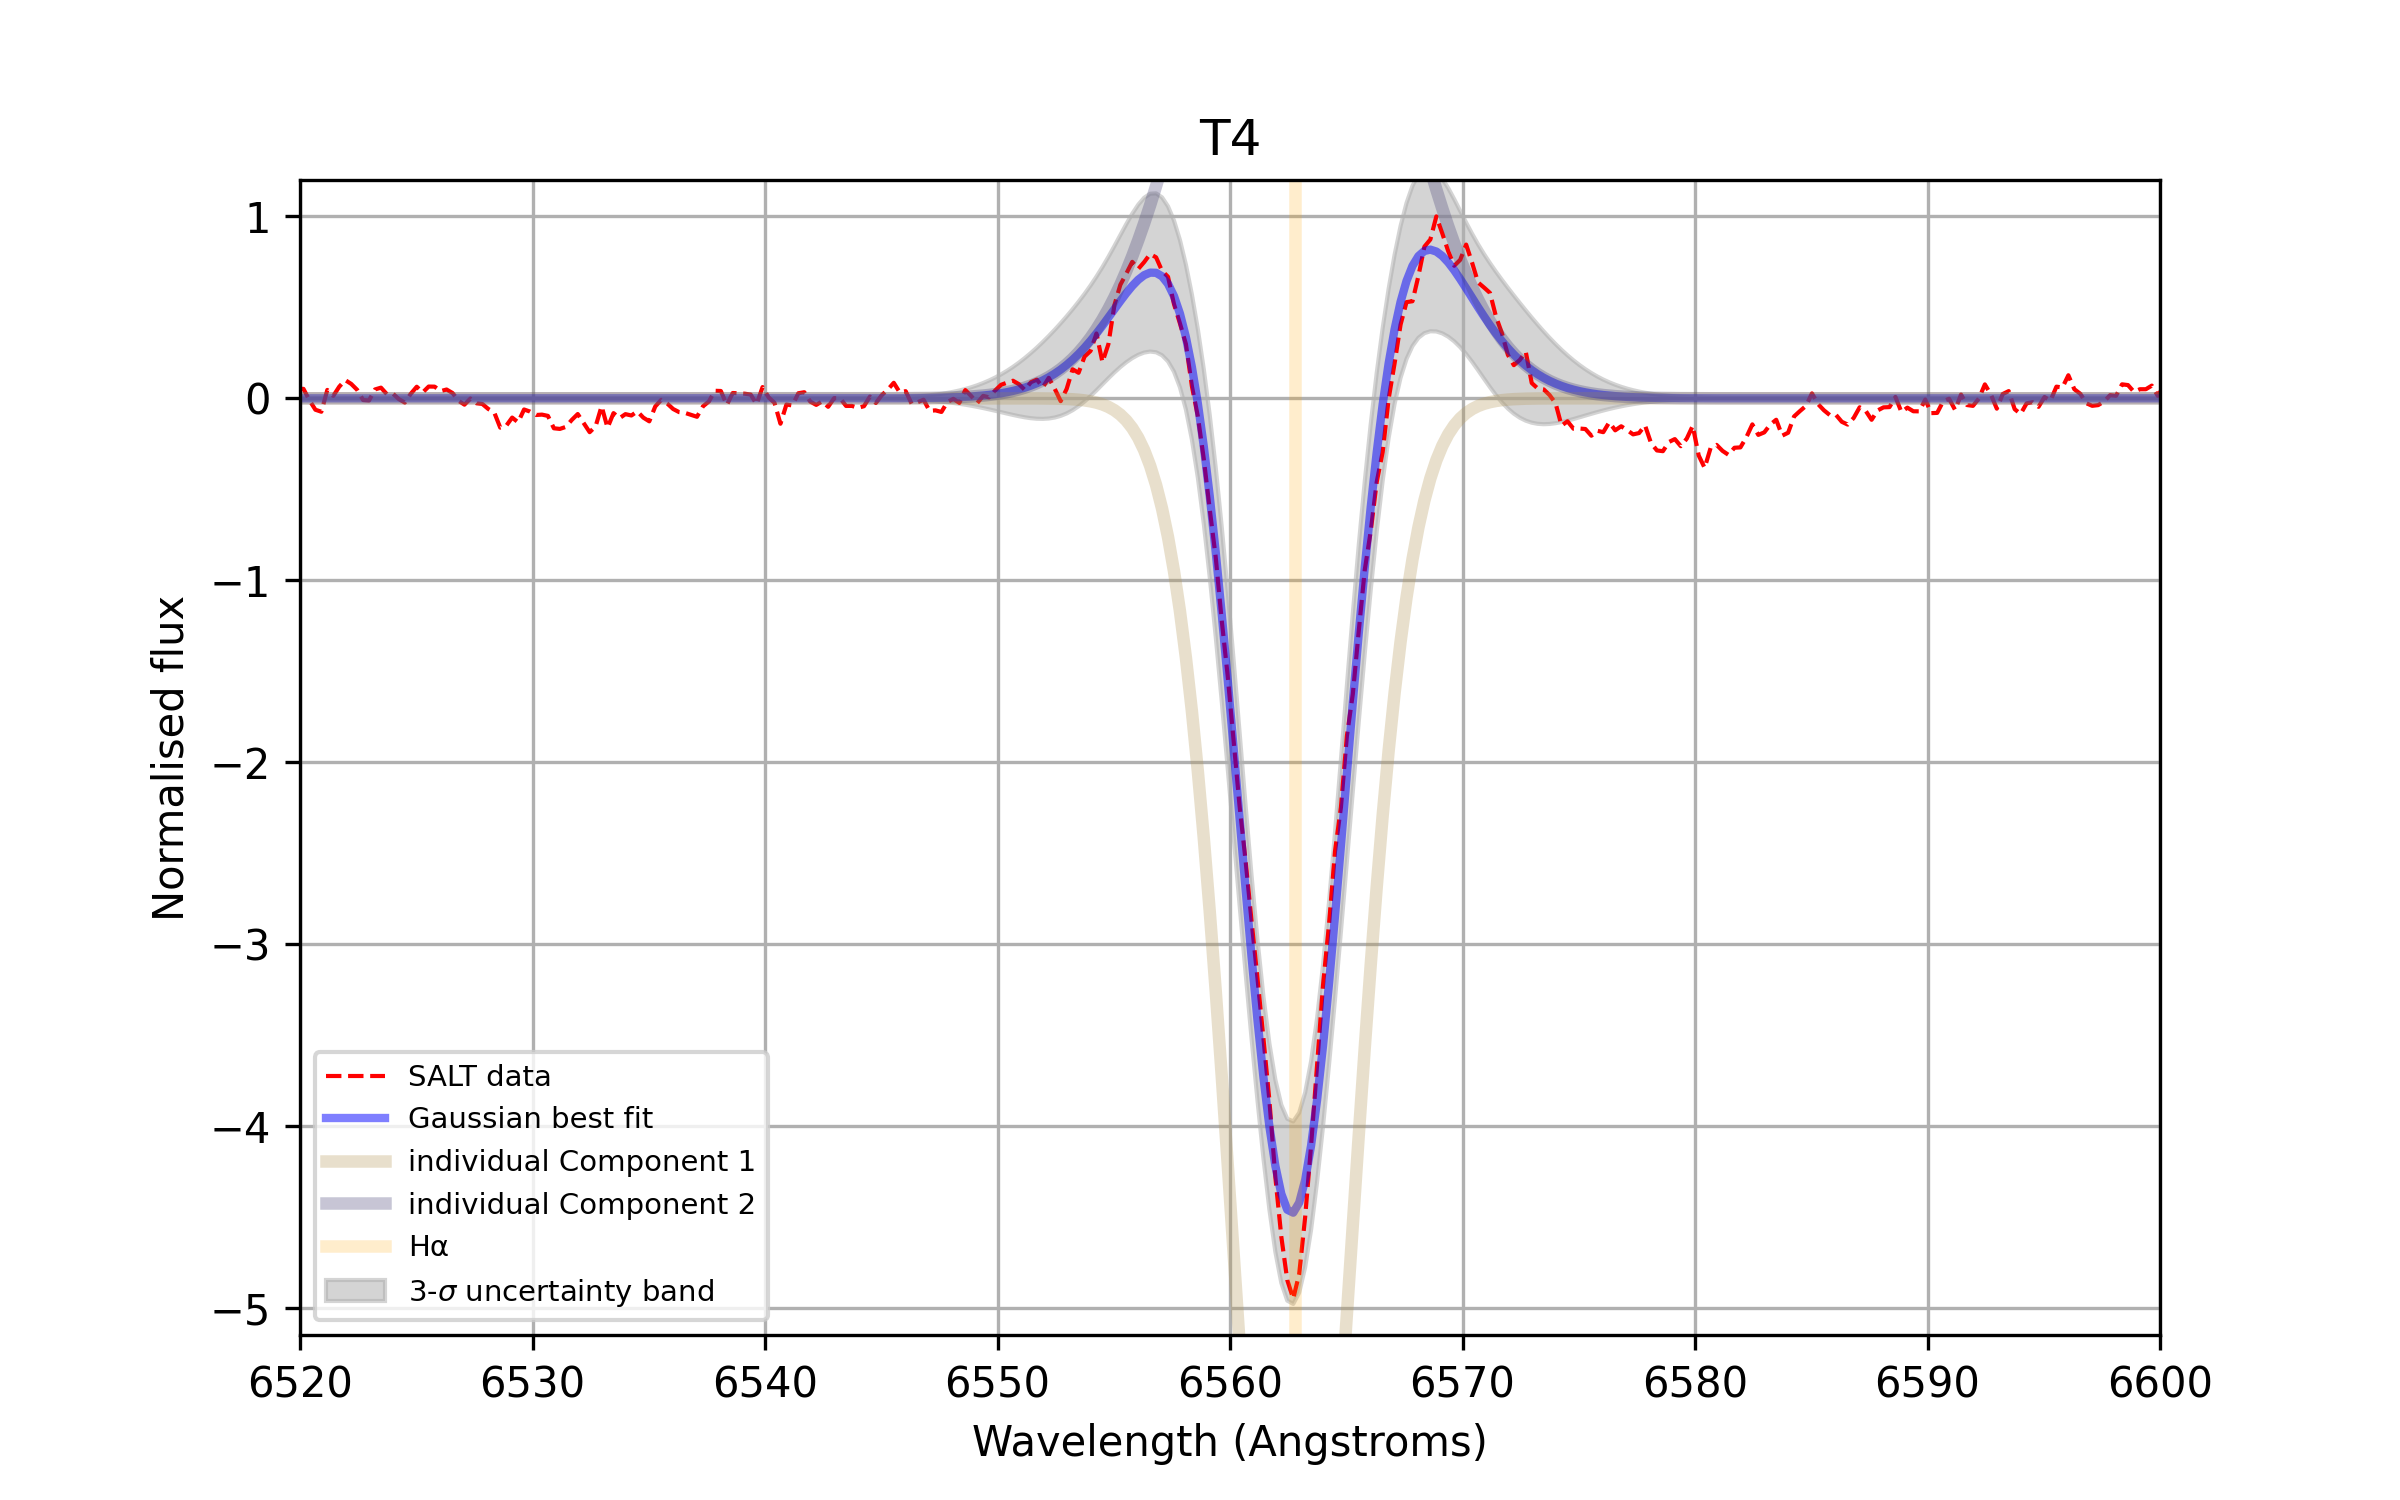 T4
Normalised flux
1
0
−1
−2
−3
−4
−5
SALT data
Gaussian best fit
individual Component 1
individual Component 2
Hα
3-σ uncertainty band
6520 6530 6540 6550 6560 6570 6580 6590 6600
Wavelength (Angstroms)